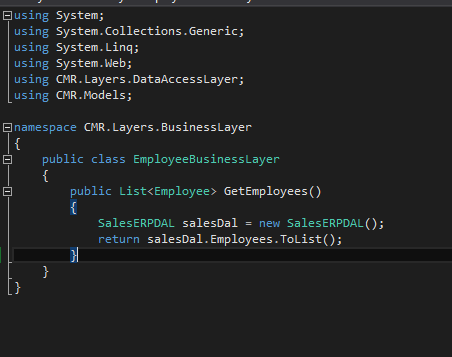 using System;
using System.Collections.Generic;
using System.Linq;
using System.Web;
using CMR.Layers.DataAccessLayer;
using CMR.Models;
namespace CMR.Layers.BusinessLayer
{
public class EmployeeBusinessLayer
{
public List<Employee> GetEmployees()
{
SalesERPDAL salesDal = new SalesERPDAL();
return salesDal.Employees.ToList();
}
}
}